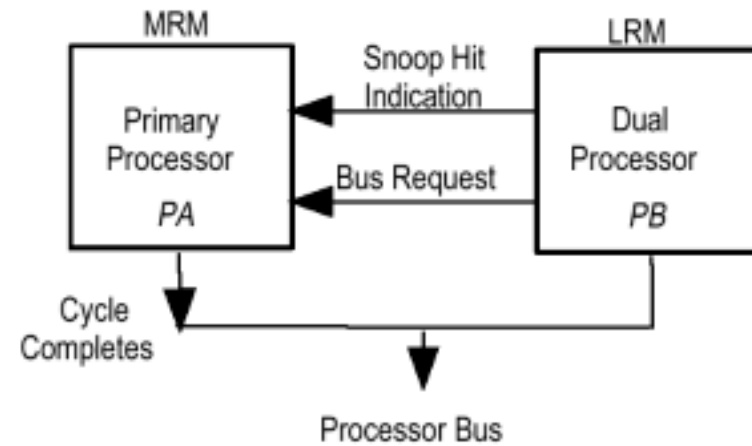 MRM
LRM
Snoop Hit
Indication
Primary
Processor
PA
Dual
Processor
PB
Bus Request
Cycle
Completes
Processor Bus